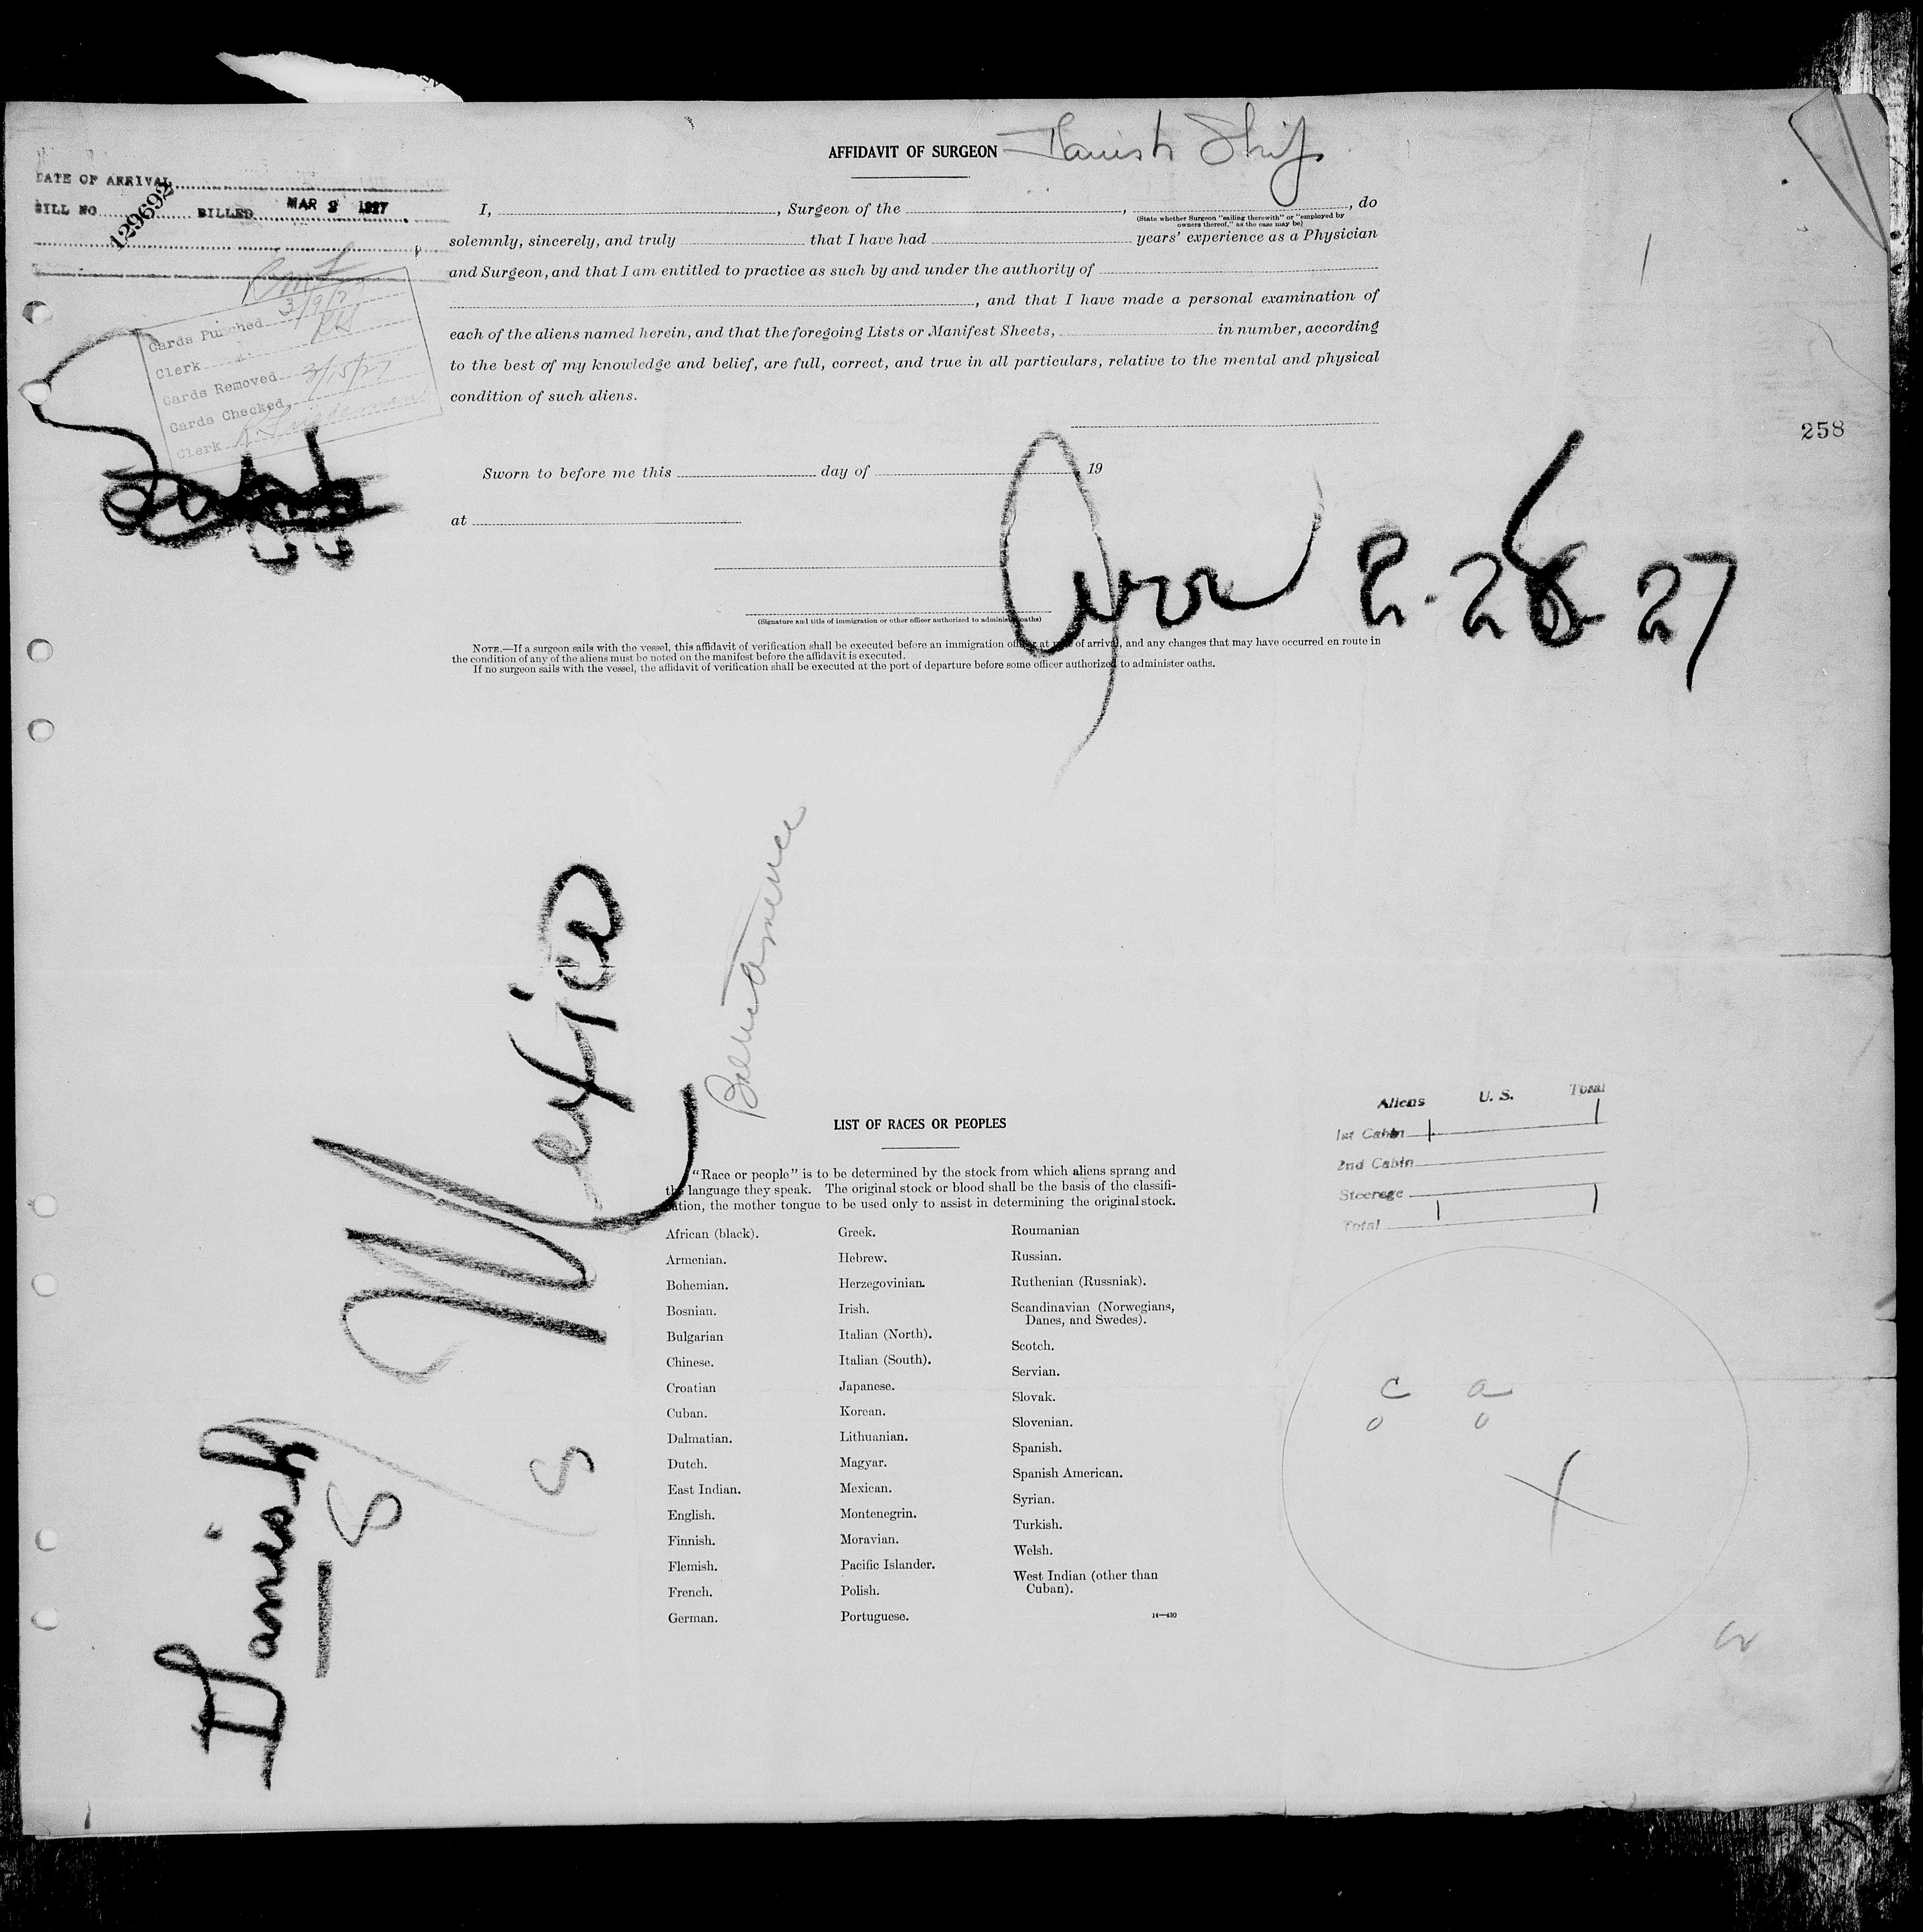 AFFIDAVIT OF SURGEON Danish Ship
DATE OF ARRIVAL
BILL NO 129692 BILLED MAR 9 1927
I, , Surgeon of the , , do
(State whether Surgeon "sailing therewith" or "employed by
owners thereof," as the case may be)
solemnly, sincerely, and truly that I have had years' experience as a Physician
and Surgeon, and that I am entitled to practice as such by and under the authority of
, and that I have made a personal examination of
each of the aliens named herein, and that the foregoing Lists or Manifest Sheets, in number, according
to the best of my knowledge and belief, are full, correct, and true in all particulars, relative to the mental and physical
condition of such aliens.
Cards Punched 3/9/27
Clerk
Cards Removed 3/15/27
Cards Checked
Clerk
258
Sworn to before me this day of , 19
at
Arr 2-26-27
(Signature and title of immigration or other officer authorized to administer oaths)
NOTE.—If a surgeon sails with the vessel, this affidavit of verification shall be executed before an immigration officer at port of arrival, and any changes that may have occurred en route in
the condition of any of the aliens must be noted on the manifest before the affidavit is executed.
If no surgeon sails with the vessel, the affidavit of verification shall be executed at the port of departure before some officer authorized to administer oaths.
Danish
SS
LIST OF RACES OR PEOPLES
"Race or people" is to be determined by the stock from which aliens sprang and
the language they speak. The original stock or blood shall be the basis of the classifi-
cation, the mother tongue to be used only to assist in determining the original stock.
African (black).
Armenian.
Bohemian.
Bosnian.
Bulgarian
Chinese.
Croatian
Cuban.
Dalmatian.
Dutch.
East Indian.
English.
Finnish.
Flemish.
French.
German.
Greek.
Hebrew.
Herzegovinian.
Irish.
Italian (North).
Italian (South).
Japanese.
Korean.
Lithuanian.
Magyar.
Mexican.
Montenegrin.
Moravian.
Pacific Islander.
Polish.
Portuguese.
Roumanian
Russian.
Ruthenian (Russniak).
Scandinavian (Norwegians,
Danes, and Swedes).
Scotch.
Servian.
Slovak.
Slovenian.
Spanish.
Spanish American.
Syrian.
Turkish.
Welsh.
West Indian (other than
Cuban).
14—430
Aliens U. S. Total
1st Cabin 1 1
2nd Cabin
Steerage
Total 1 1
C a
0 0
X